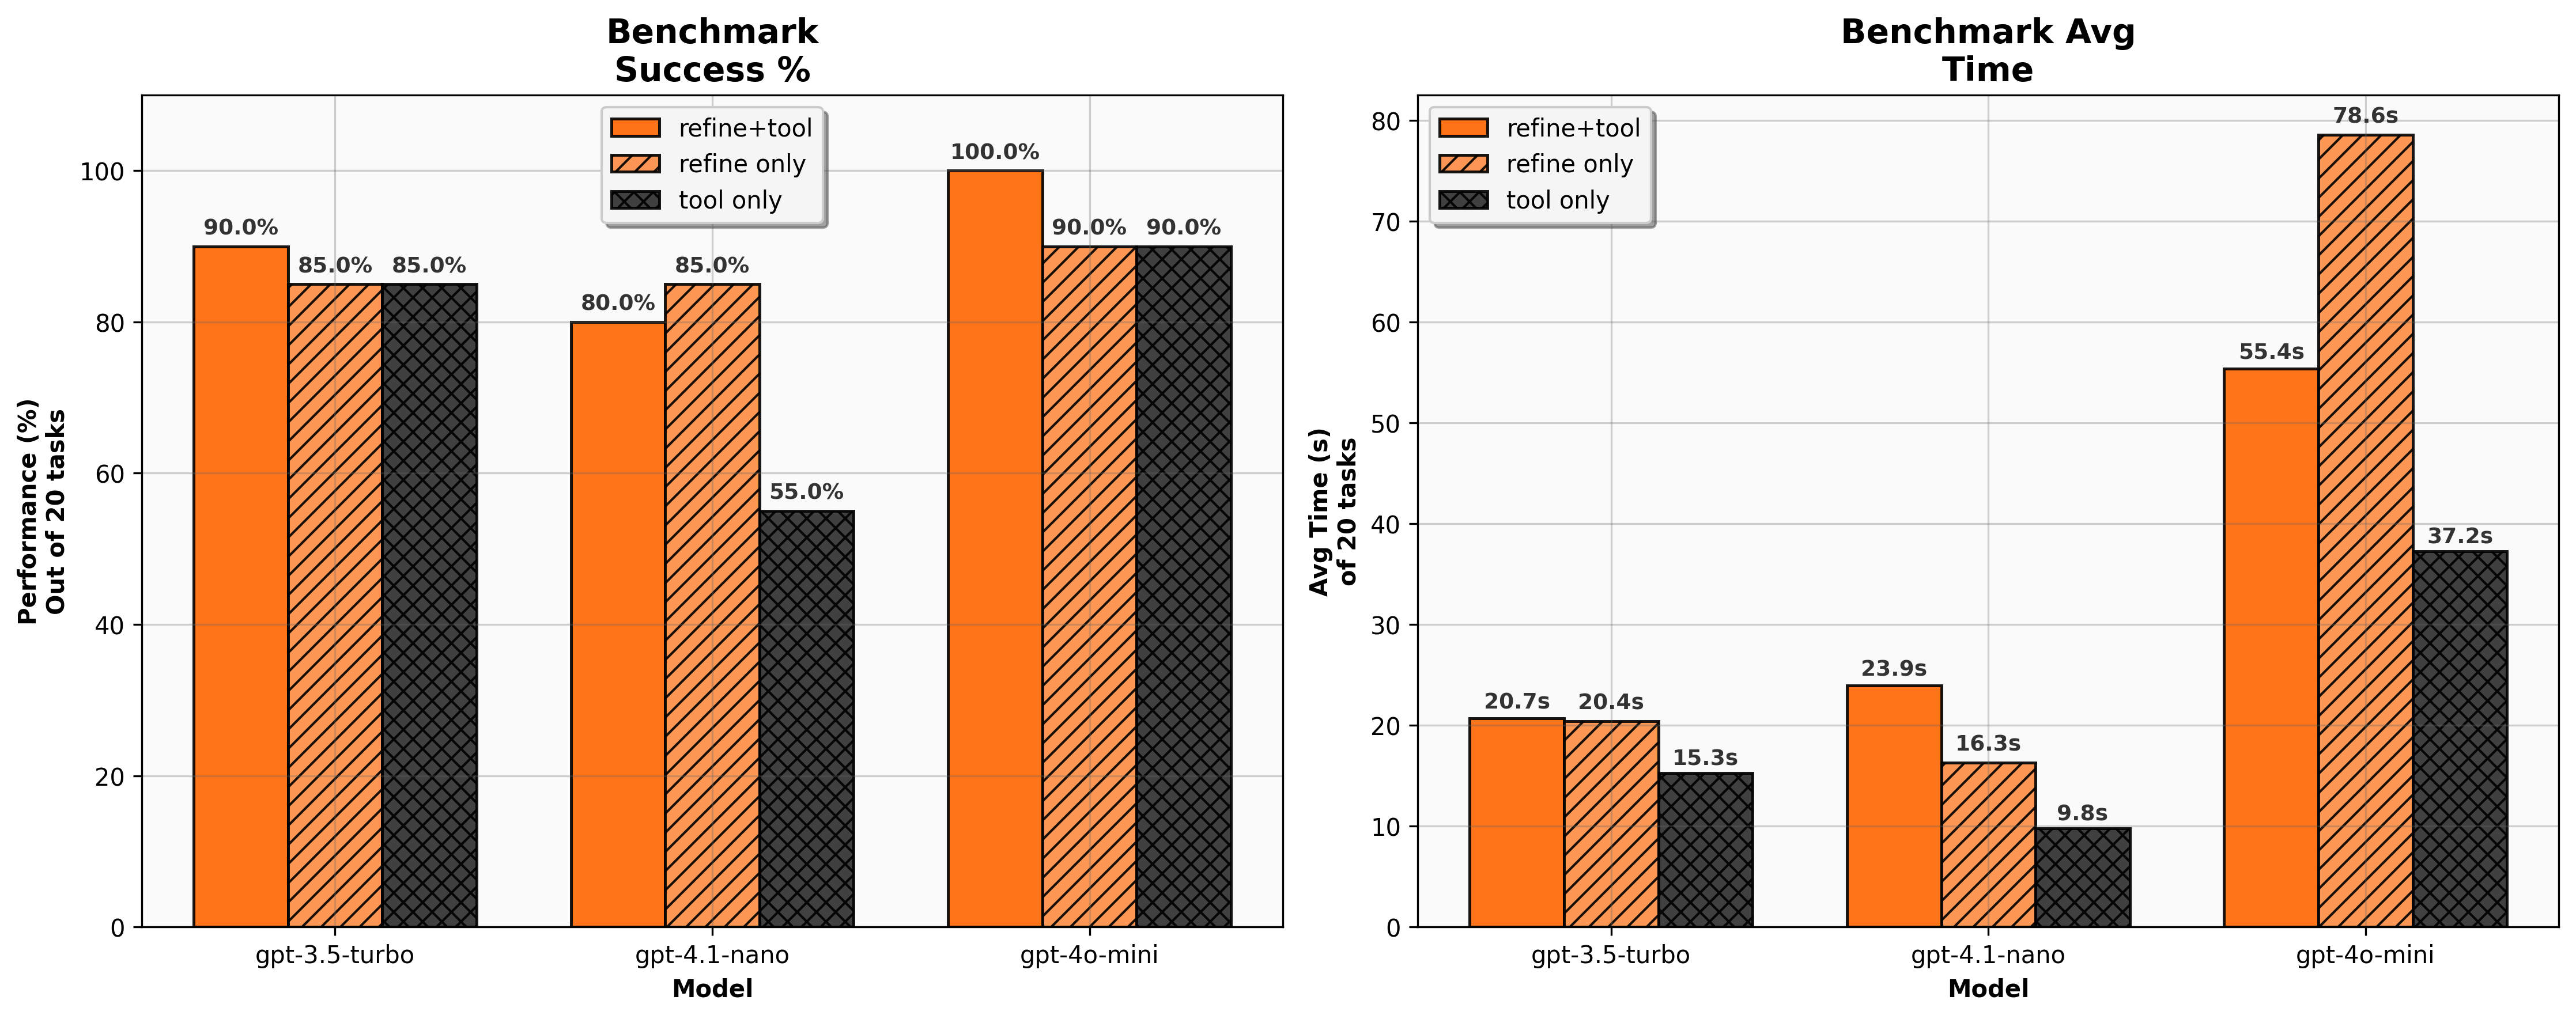 Benchmark
Success %
Performance (%)
Out of 20 tasks
100
80
60
40
20
0
refine+tool
refine only
tool only
90.0%
85.0%
85.0%
80.0%
85.0%
55.0%
100.0%
90.0%
90.0%
gpt-3.5-turbo
gpt-4.1-nano
gpt-4o-mini
Model
Benchmark Avg
Time
Avg Time (s)
of 20 tasks
80
70
60
50
40
30
20
10
0
refine+tool
refine only
tool only
20.7s
20.4s
15.3s
23.9s
16.3s
9.8s
55.4s
78.6s
37.2s
gpt-3.5-turbo
gpt-4.1-nano
gpt-4o-mini
Model